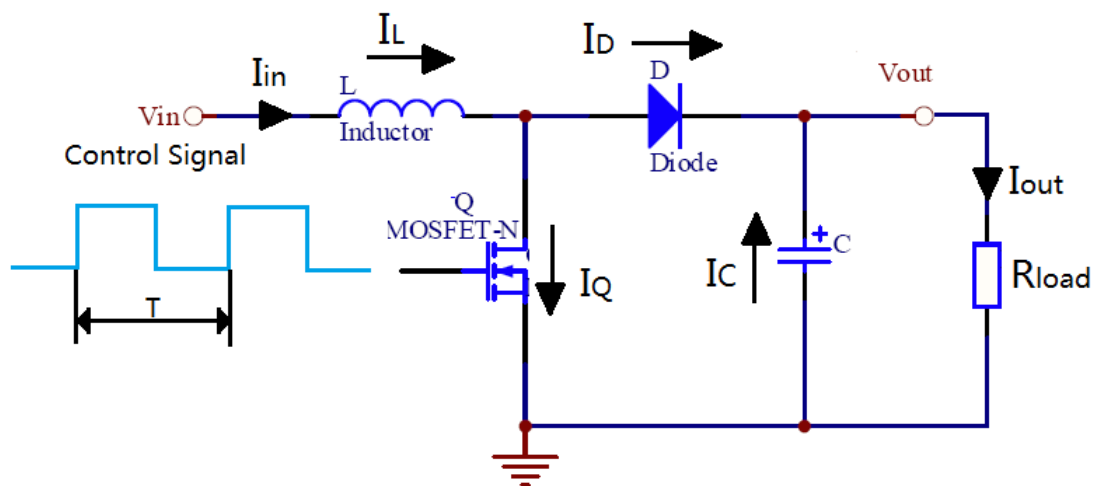 IL
ID
Iin
L
D
Vout
Vin
Inductor
Diode
Control Signal
Iout
Q
MOSFET-N
+
C
IQ
IC
Rload
T